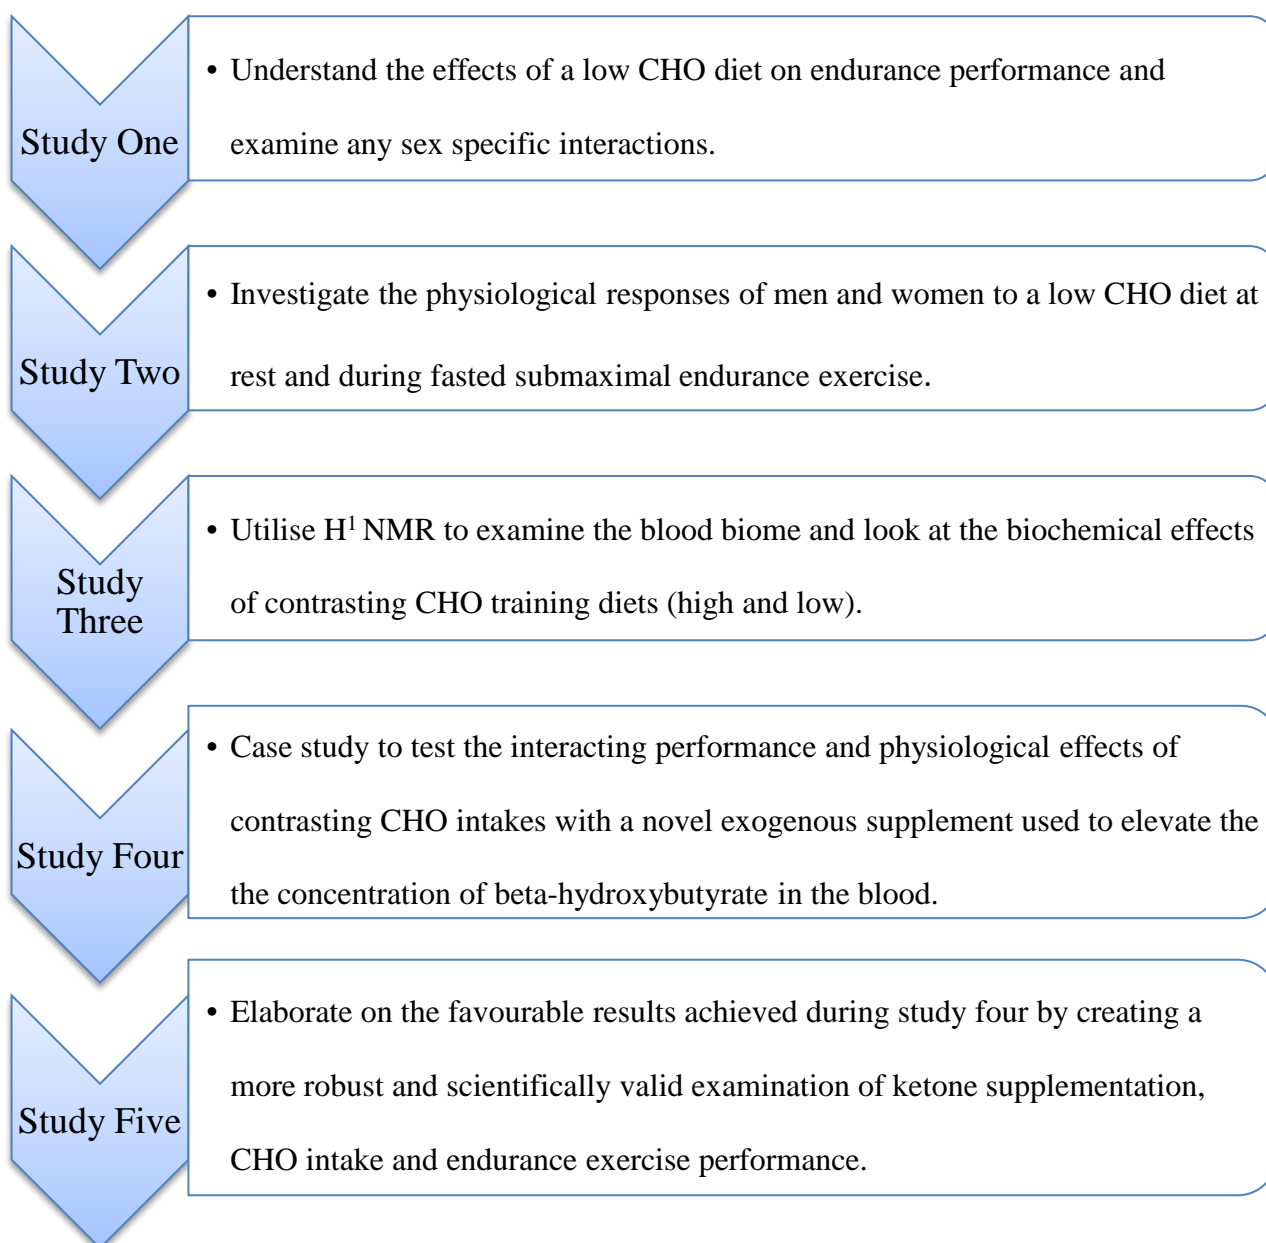 Study One
• Understand the effects of a low CHO diet on endurance performance and
examine any sex specific interactions.
Study Two
• Investigate the physiological responses of men and women to a low CHO diet at
rest and during fasted submaximal endurance exercise.
Study
Three
• Utilise H¹ NMR to examine the blood biome and look at the biochemical effects
of contrasting CHO training diets (high and low).
Study Four
• Case study to test the interacting performance and physiological effects of
contrasting CHO intakes with a novel exogenous supplement used to elevate the
the concentration of beta-hydroxybutyrate in the blood.
Study Five
• Elaborate on the favourable results achieved during study four by creating a
more robust and scientifically valid examination of ketone supplementation,
CHO intake and endurance exercise performance.